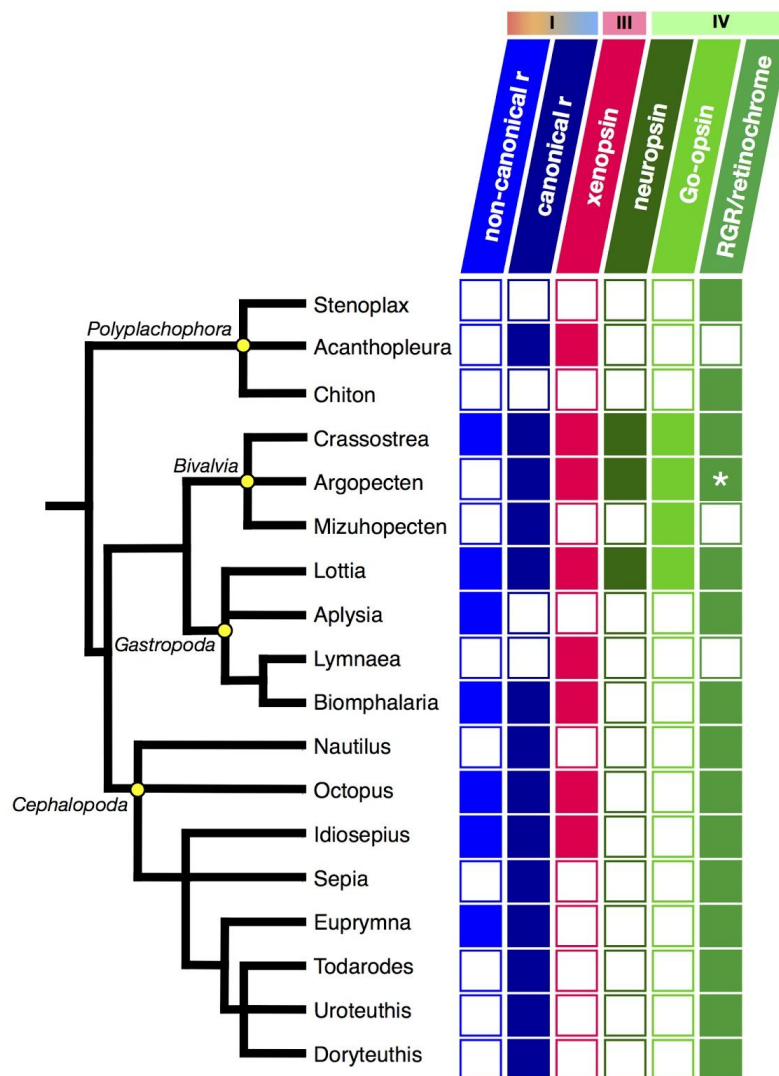 I III IV
non-canonical r
canonical r
xenopsin
neuropsin
Go-opsin
RGR/retinochrome
Polyplachophora
Stenoplax
Acanthopleura
Chiton
Bivalvia
Crassostrea
Argopecten *
Mizuhopecten
Gastropoda
Lottia
Aplysia
Lymnaea
Biomphalaria
Cephalopoda
Nautilus
Octopus
Idiosepius
Sepia
Euprymna
Todarodes
Uroteuthis
Doryteuthis